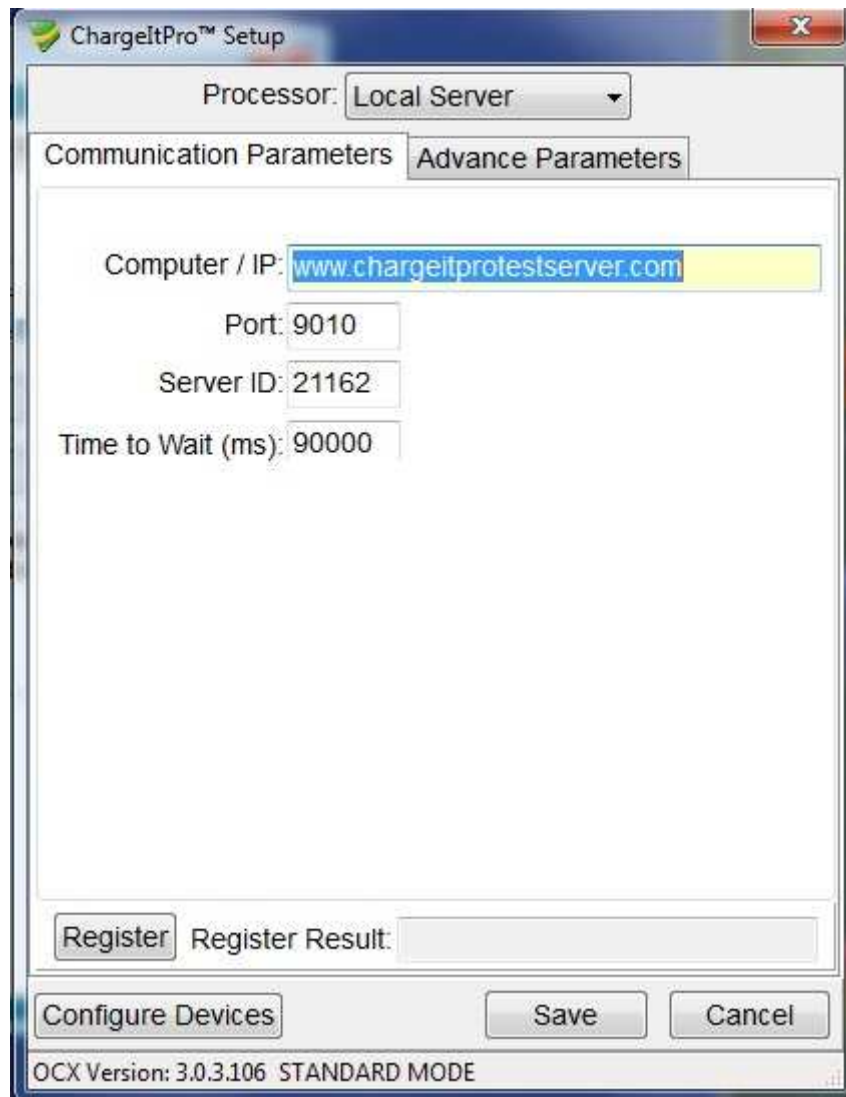 ChargeItPro™ Setup
Processor: Local Server
Communication Parameters Advance Parameters
Computer / IP: www.chargeitprotestserver.com
Port: 9010
Server ID: 21162
Time to Wait (ms): 90000
Register Register Result:
Configure Devices Save Cancel
OCX Version: 3.0.3.106 STANDARD MODE